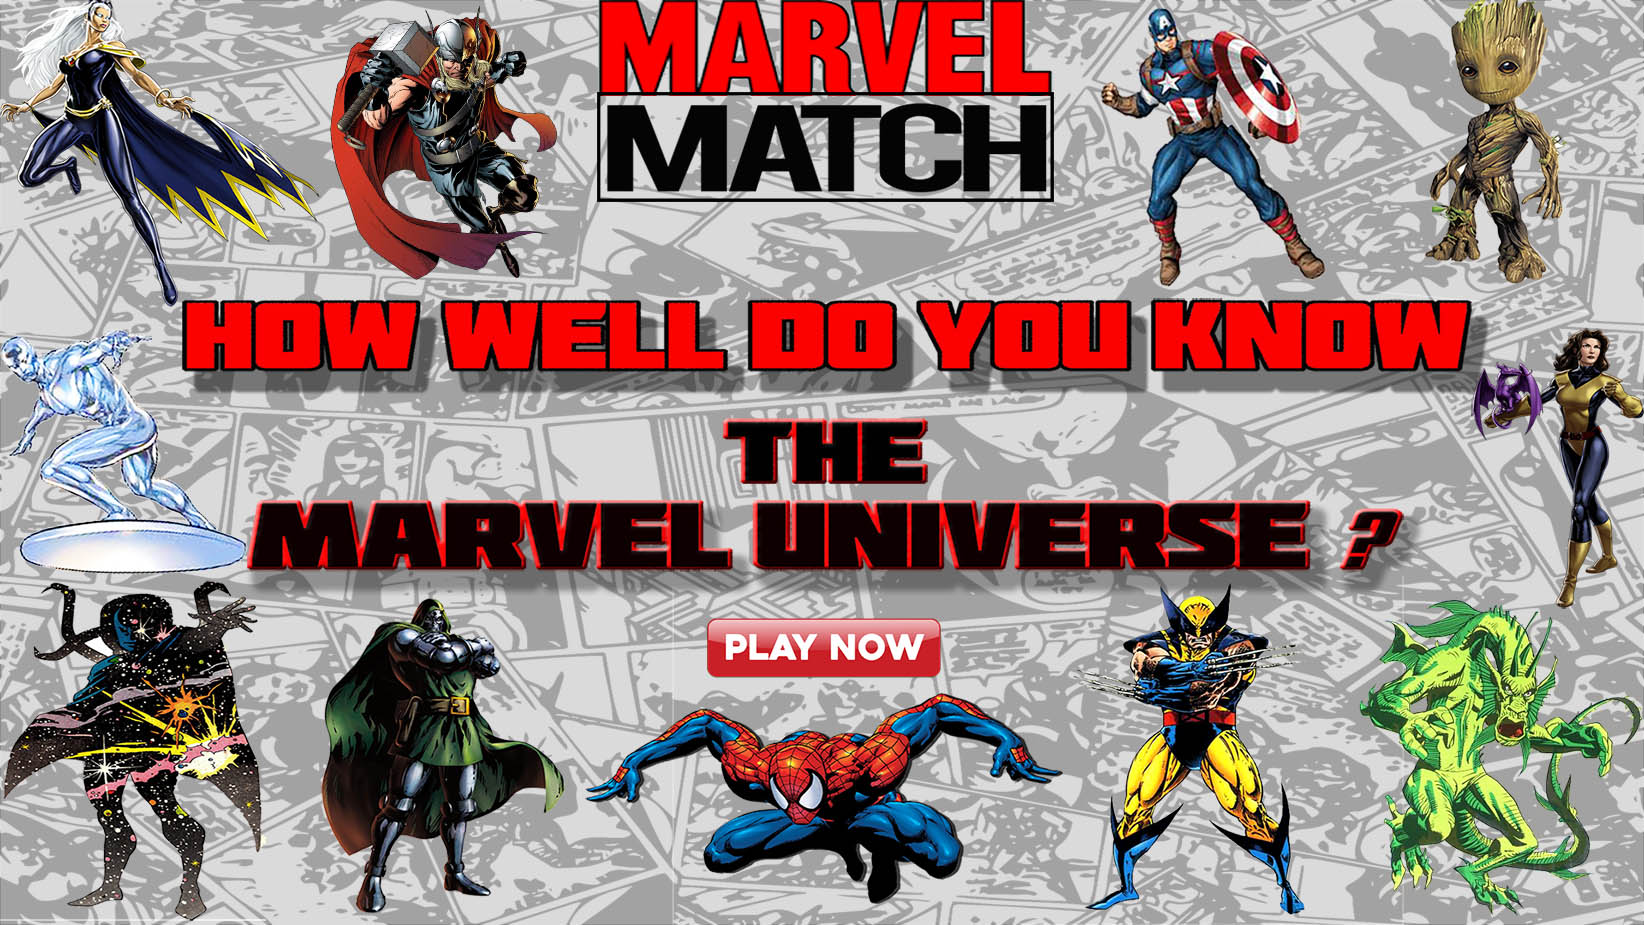 MARVEL
MATCH
HOW WELL DO YOU KNOW
THE
MARVEL UNIVERSE ?
PLAY NOW